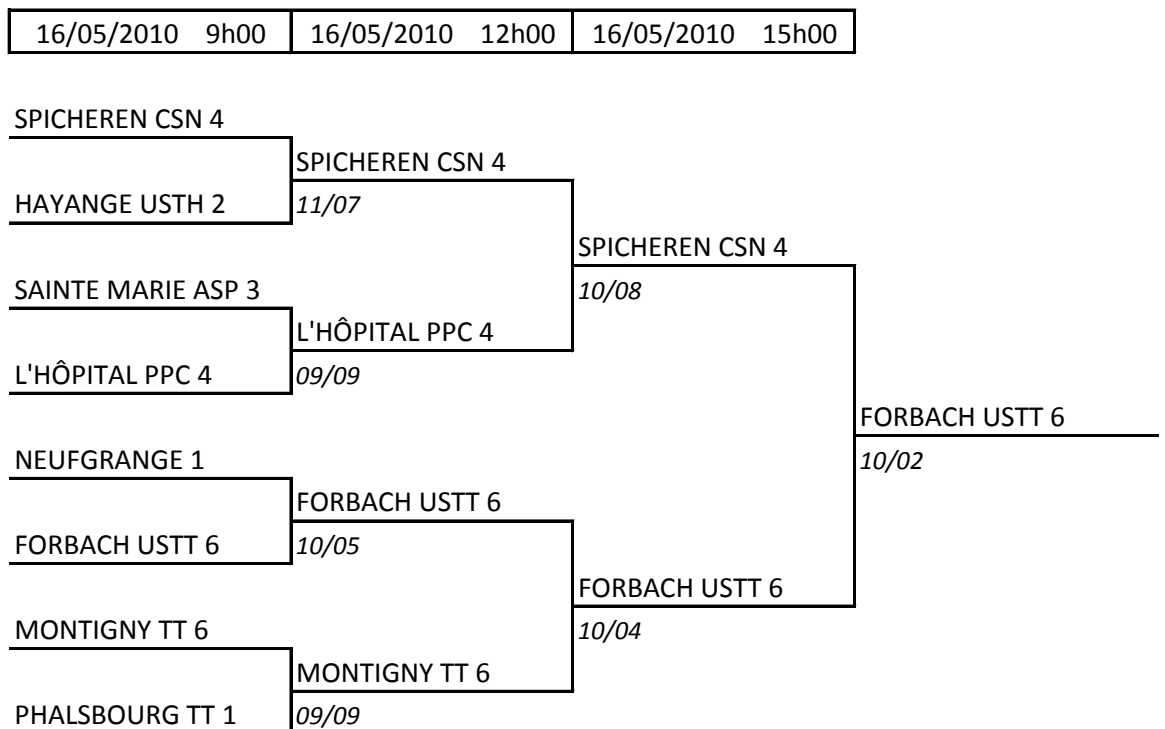 16/05/2010 9h00 16/05/2010 12h00 16/05/2010 15h00
SPICHEREN CSN 4
SPICHEREN CSN 4
HAYANGE USTH 2 11/07
SPICHEREN CSN 4
SAINTE MARIE ASP 3 10/08
L'HÔPITAL PPC 4
L'HÔPITAL PPC 4 09/09
FORBACH USTT 6
NEUFGRANGE 1 10/02
FORBACH USTT 6
FORBACH USTT 6 10/05
FORBACH USTT 6
MONTIGNY TT 6 10/04
MONTIGNY TT 6
PHALSBOURG TT 1 09/09